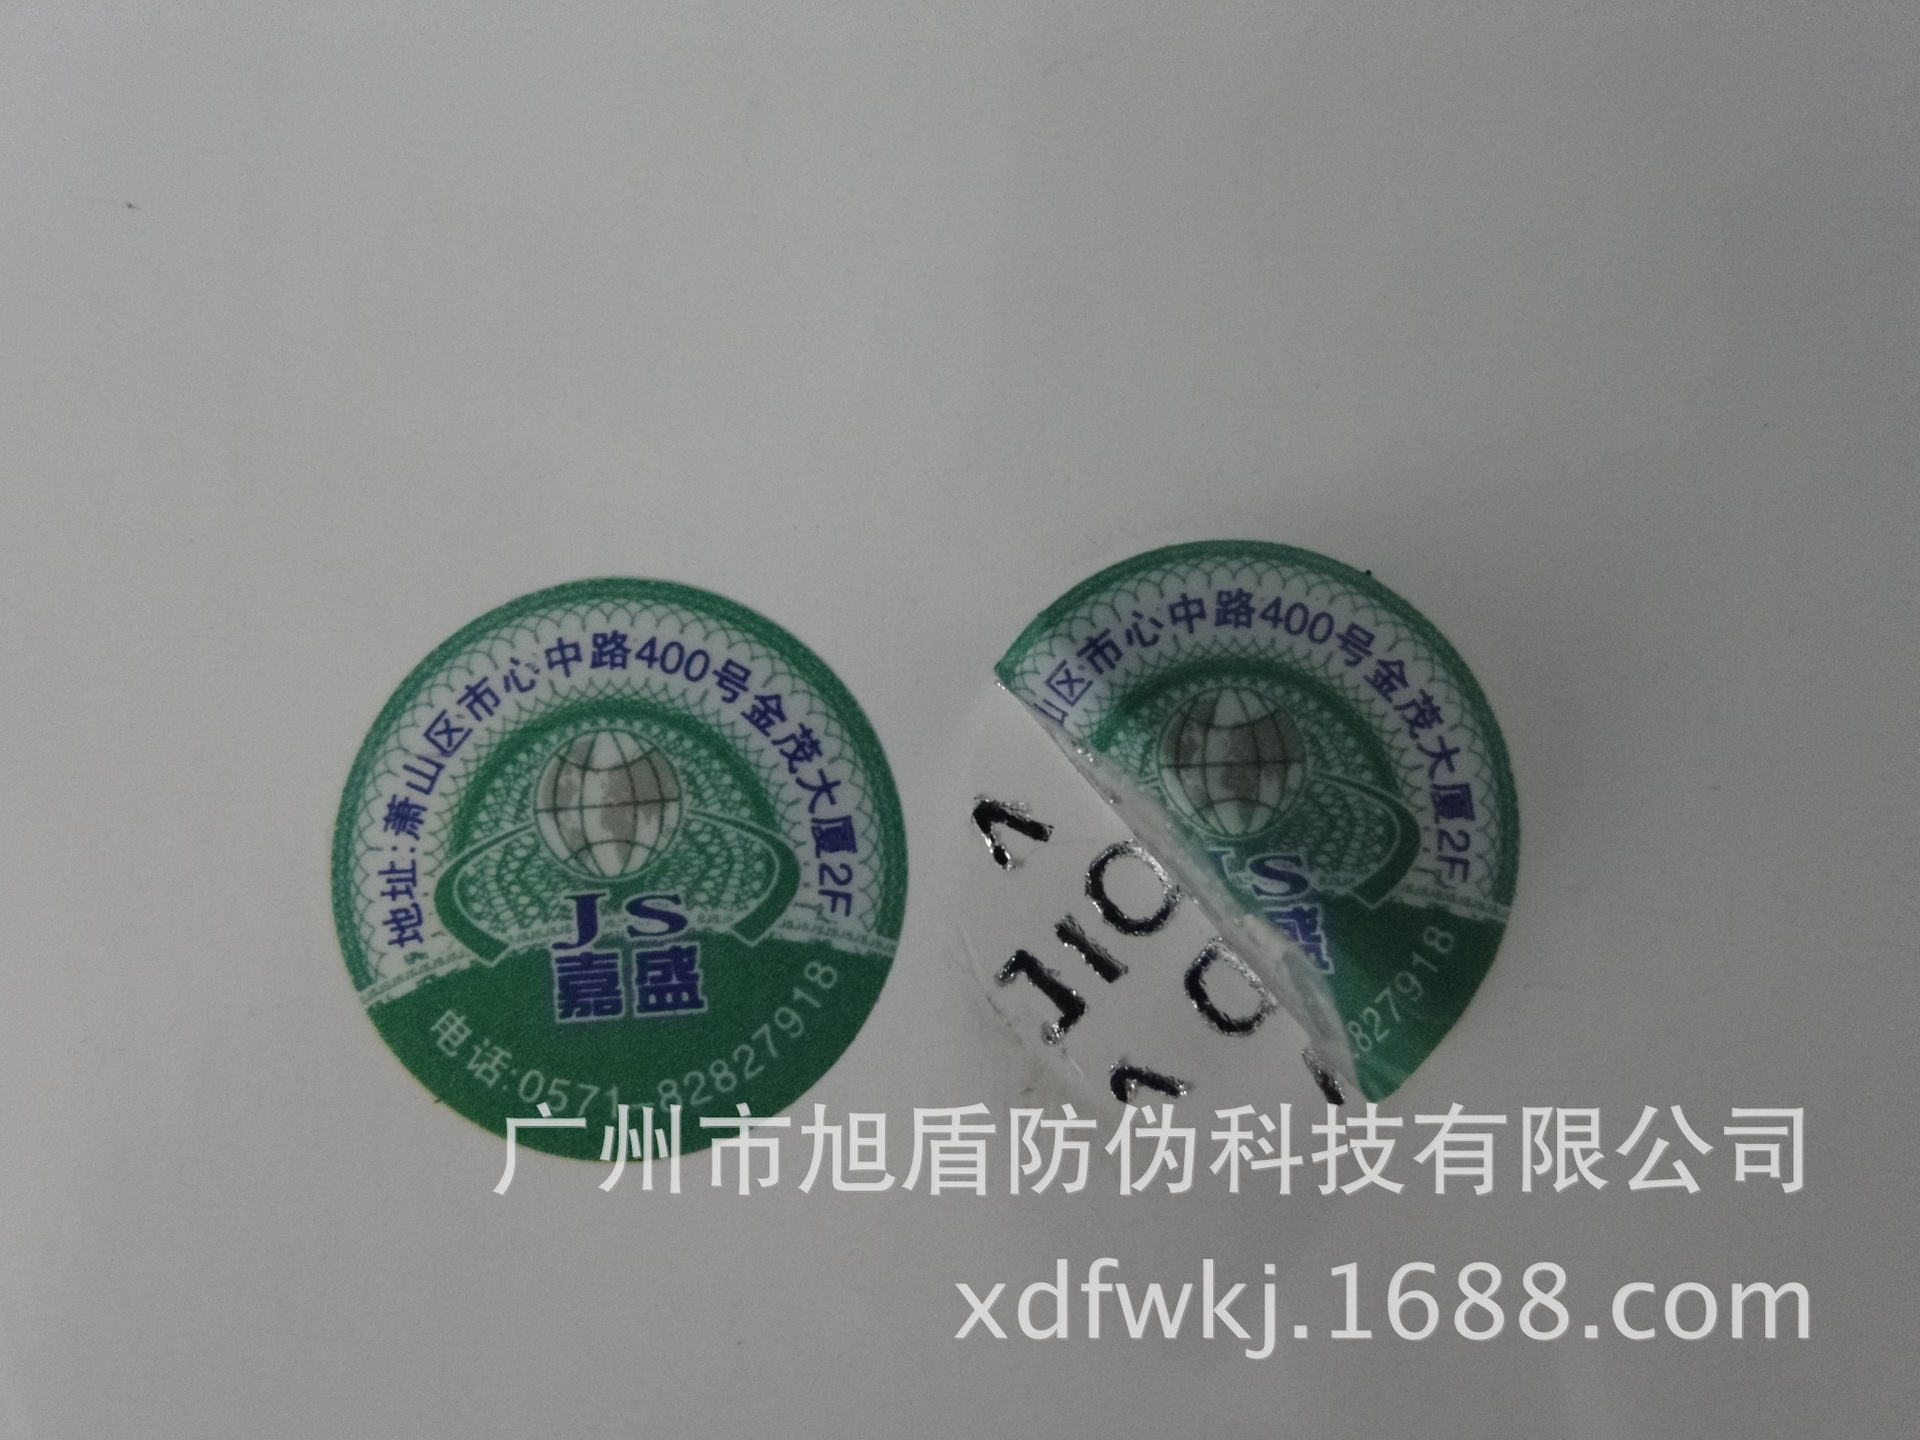 地址:萧山区市心中路400号金茂大厦2F
JS
嘉盛
电话:0571-82827918
山区市心中路400号金茂大厦2F
JS
盛
827918
广州市旭盾防伪科技有限公司
xdfwkj.1688.com